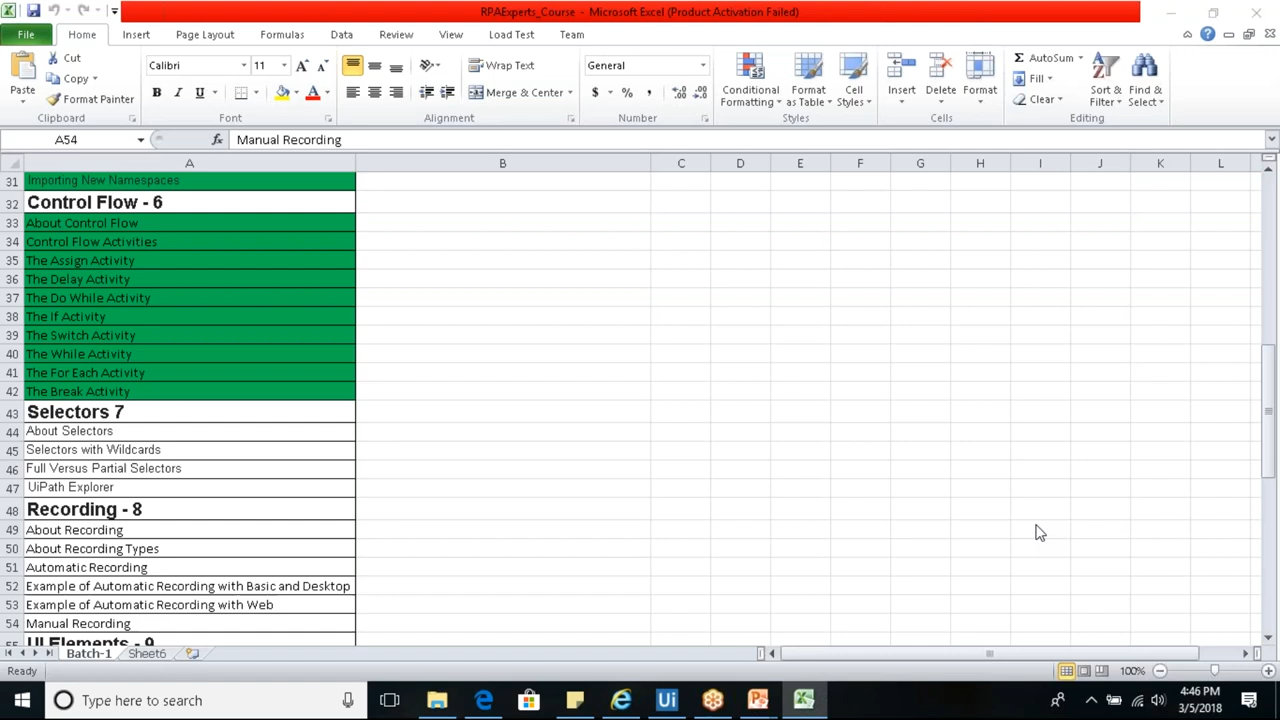 RPAExperts_Course - Microsoft Excel (Product Activation Failed)
File Home Insert Page Layout Formulas Data Review View Load Test Team
Paste
Cut
Copy
Format Painter
Clipboard
Calibri 11
B I U
Font
Wrap Text
Merge & Center
Alignment
General
$ % ,
Number
Conditional Formatting
Format as Table
Cell Styles
Styles
Insert
Delete
Format
Cells
AutoSum
Fill
Clear
Sort & Filter
Find & Select
Editing
A54 fx Manual Recording
A B C D E F G H I J K L
31 Importing New Namespaces
32 Control Flow - 6
33 About Control Flow
34 Control Flow Activities
35 The Assign Activity
36 The Delay Activity
37 The Do While Activity
38 The If Activity
39 The Switch Activity
40 The While Activity
41 The For Each Activity
42 The Break Activity
43 Selectors 7
44 About Selectors
45 Selectors with Wildcards
46 Full Versus Partial Selectors
47 UiPath Explorer
48 Recording - 8
49 About Recording
50 About Recording Types
51 Automatic Recording
52 Example of Automatic Recording with Basic and Desktop
53 Example of Automatic Recording with Web
54 Manual Recording
55 UI Elements - 9
Batch-1 Sheet6
Ready 100%
Type here to search
Ui
4:46 PM
3/5/2018